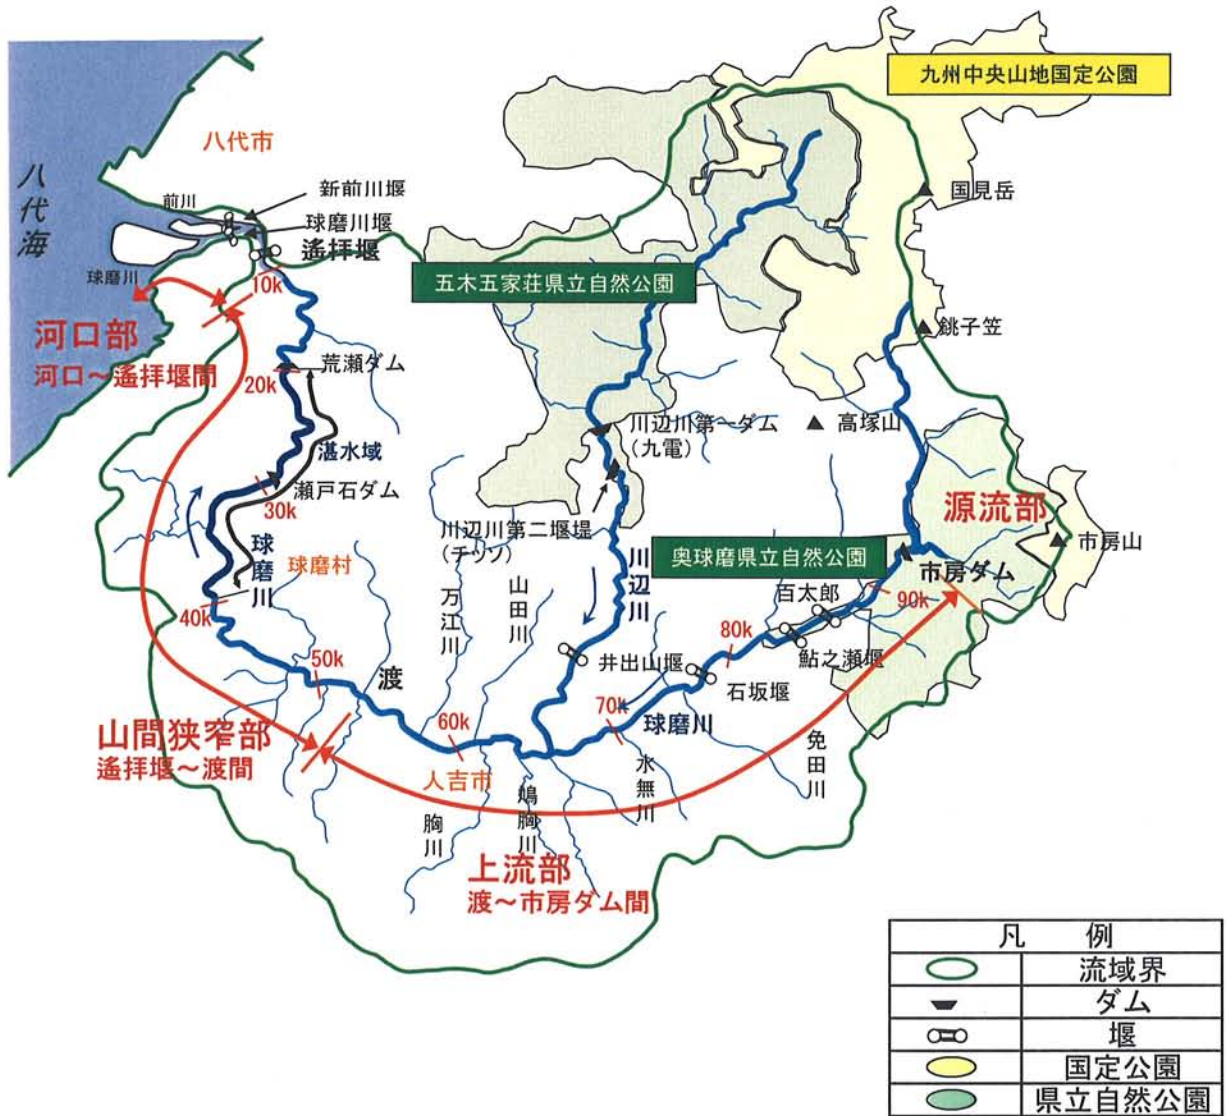 九州中央山地国定公園
八代市
八代海
新前川堰
前川
国見岳
球磨川堰
遙拝堰
球磨川
10k
五木五家荘県立自然公園
河口部
河口～遙拝堰間
銚子笠
荒瀬ダム
20k
川辺川第一ダム
(九電)
高塚山
湛水域
瀬戸石ダム
30k
源流部
川辺川第二堰堤
(チッソ)
市房山
球磨川
球磨村
奥球磨県立自然公園
市房ダム
川辺川
山田川
万江川
百太郎
90k
40k
80k
鮎之瀬堰
井出山堰
石坂堰
50k
渡
70k
60k
球磨川
山間狭窄部
遙拝堰～渡間
人吉市
水無川
免田川
胸川
鳩胸川
上流部
渡～市房ダム間
凡 例
流域界
ダム
堰
国定公園
県立自然公園